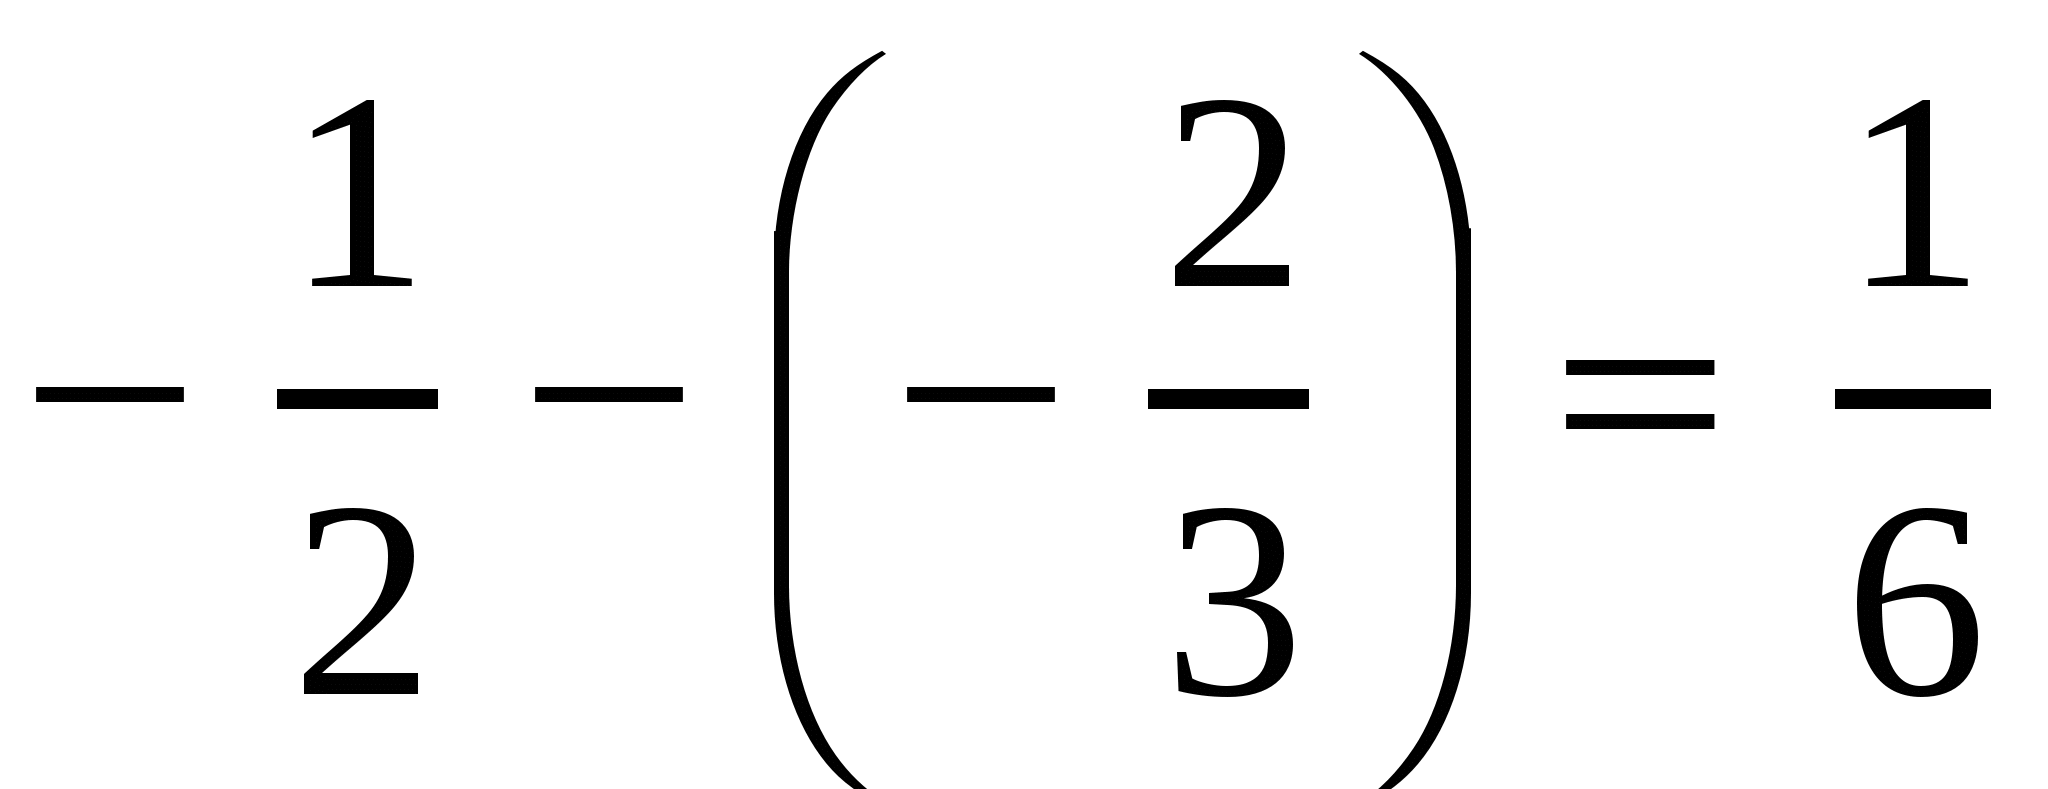 − 1/2 − ( − 2/3 ) = 1/6